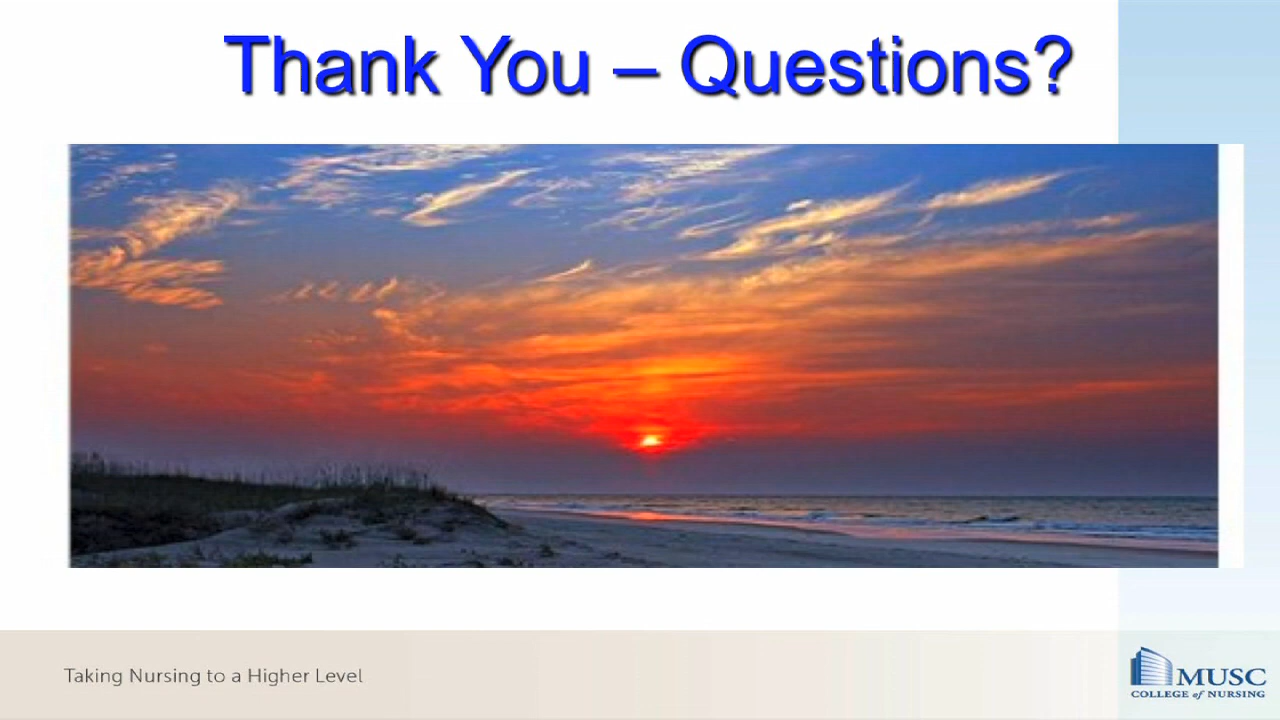 Thank You – Questions?
Taking Nursing to a Higher Level
MUSC
COLLEGE of NURSING